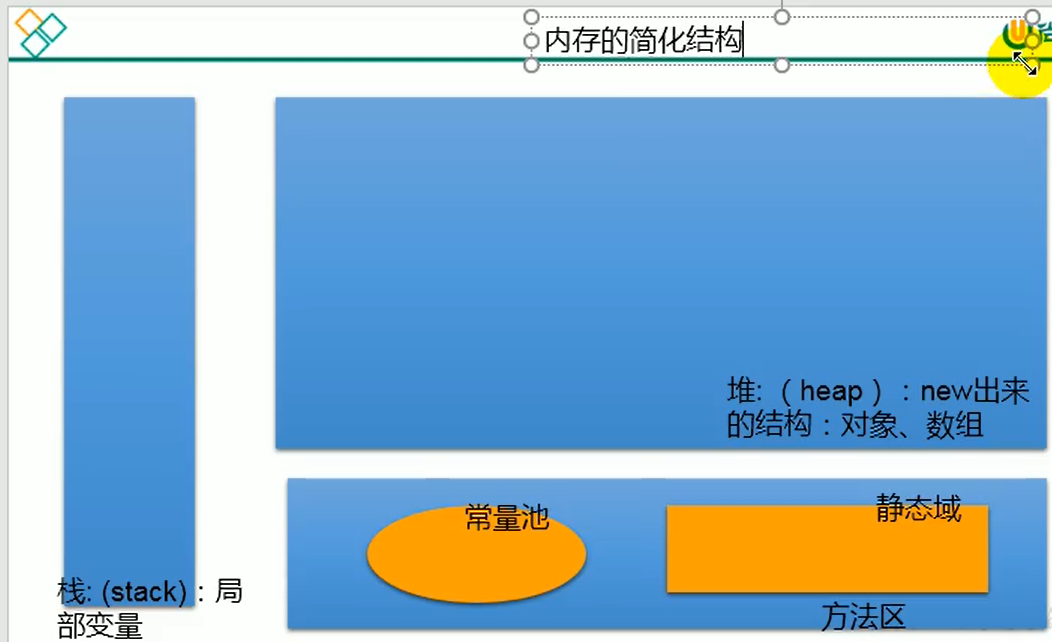 内存的简化结构
堆: （heap）：new出来
的结构：对象、数组
常量池
静态域
方法区
栈: (stack)：局
部变量